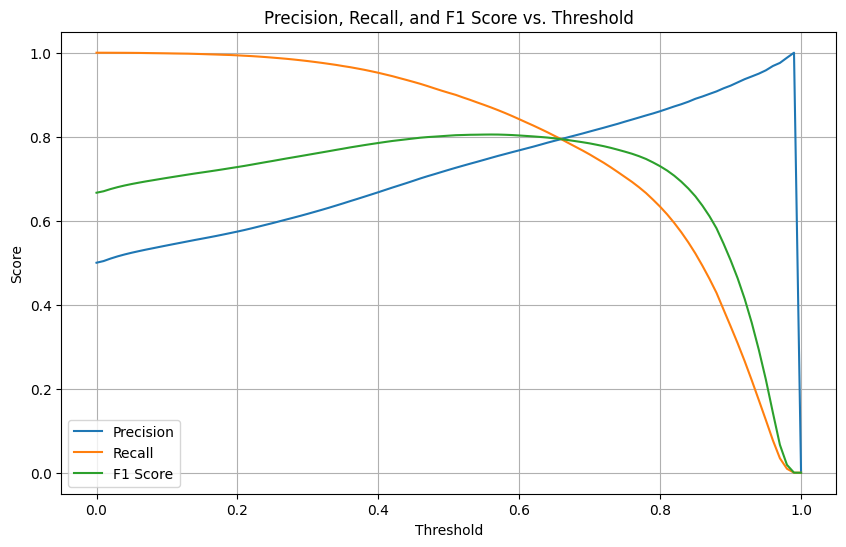 Precision, Recall, and F1 Score vs. Threshold
1.0
0.8
0.6
0.4
0.2
0.0
Score
Precision
Recall
F1 Score
0.0 0.2 0.4 0.6 0.8 1.0
Threshold